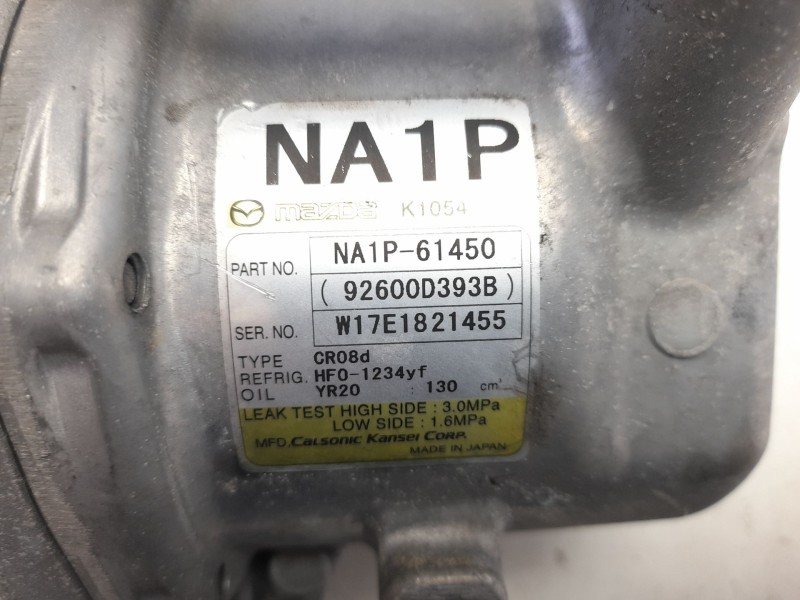 NA1P
mazda K1054
PART NO. NA1P-61450
(92600D393B)
SER. NO. W17E1821455
TYPE CR08d
REFRIG. HFO-1234yf
OIL YR20 : 130 cm³
LEAK TEST HIGH SIDE : 3.0MPa
LOW SIDE : 1.6MPa
MFD. CALSONIC KANSEI CORP.
MADE IN JAPAN